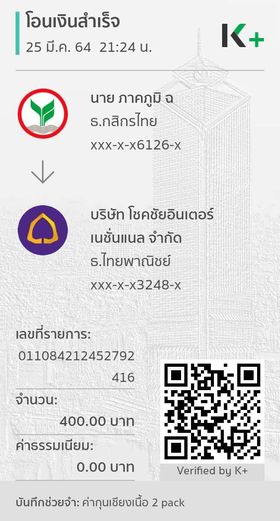 โอนเงินสำเร็จ
25 มี.ค. 64 21:24 น.
K+
นาย ภาคภูมิ ฉ
ธ.กสิกรไทย
xxx-x-x6126-x
บริษัท โชคชัยอินเตอร์
เนชั่นแนล จำกัด
ธ.ไทยพาณิชย์
xxx-x-x3248-x
เลขที่รายการ:
011084212452792
416
จำนวน:
400.00 บาท
ค่าธรรมเนียม:
0.00 บาท
Verified by K+
บันทึกช่วยจำ: ค่ากุนเชียงเนื้อ 2 pack